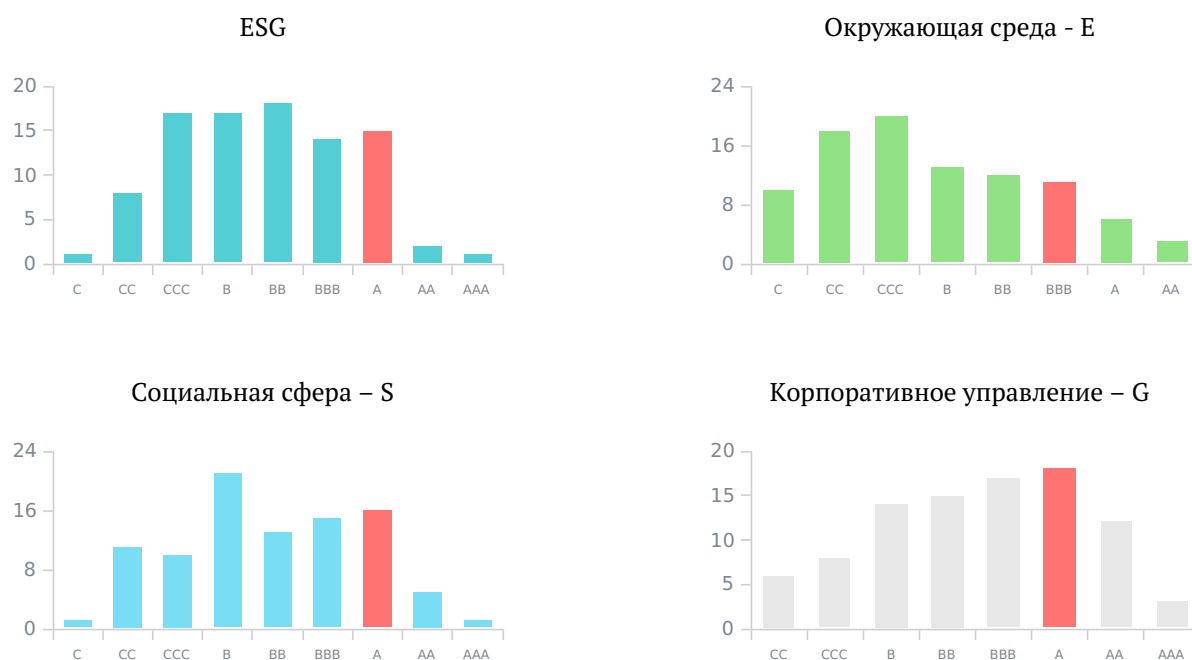 ESG
20
15
10
5
0
C CC CCC B BB BBB A AA AAA
Окружающая среда - E
24
16
8
0
C CC CCC B BB BBB A AA
Социальная сфера – S
24
16
8
0
C CC CCC B BB BBB A AA AAA
Корпоративное управление – G
20
15
10
5
0
CC CCC B BB BBB A AA AAA